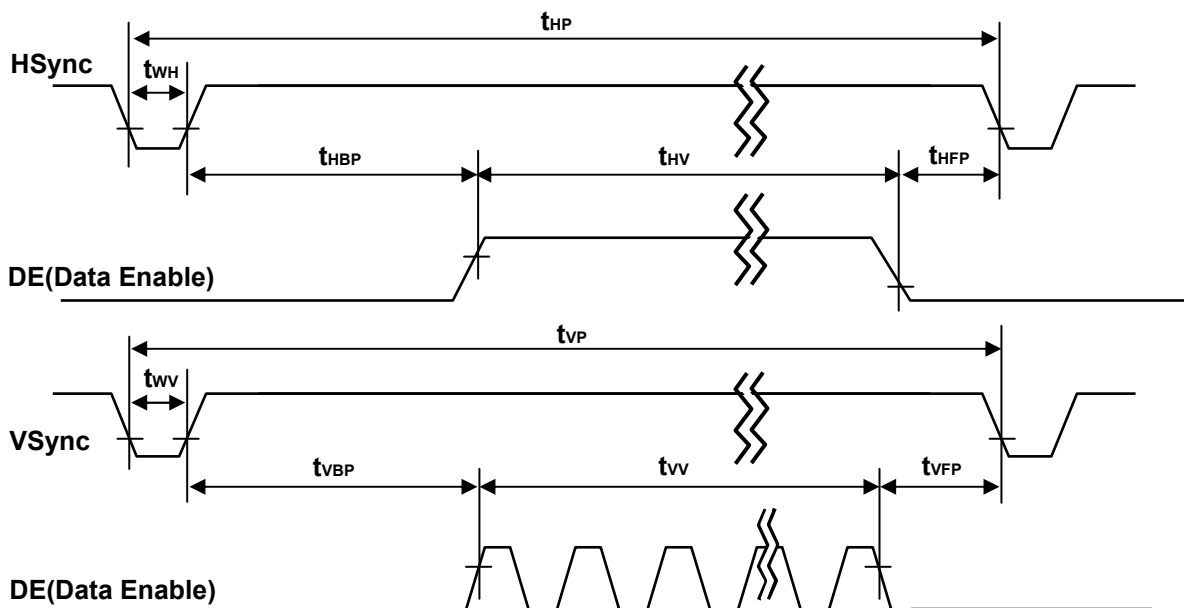 tHP
HSync
tWH
tHBP
tHV
tHFP
DE(Data Enable)
tVP
tWV
VSync
tVBP
tVV
tVFP
DE(Data Enable)